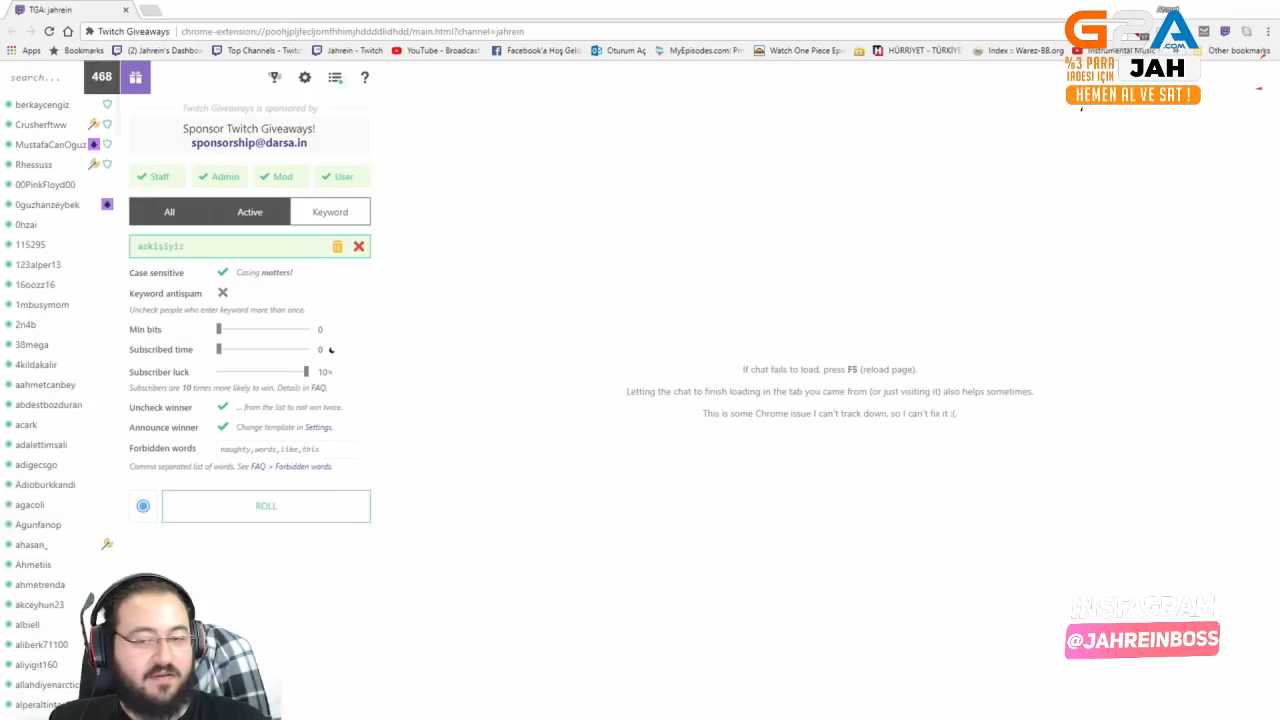 TGA: jahrein
Twitch Giveaways
chrome-extension://poohjpljfecljomfhhimjhddddlidhdd/main.html?channel=jahrein
Apps
Bookmarks
(2) Jahrein's Dashbo
Top Channels - Twitc
Jahrein - Twitch
YouTube - Broadcast
Facebook'a Hoş Gel
Oturum Aç
MyEpisodes.com: Pr
Watch One Piece Epi
HÜRRİYET - TÜRKİYE
Index « Warez-BB.org
Instrumental Music
Other bookmarks
G2A
.COM
%3 PARA
İADESİ İÇİN
JAH
HEMEN AL VE SAT !
search...
468
berkaycengiz
Crusherftww
MustafaCanOguz
Rhessuss
00PinkFloyd00
0guzhanzeybek
0hzai
115295
123alper13
16oozz16
1mbusymom
2n4b
38mega
4kildakalir
aahmetcanbey
abdestbozduran
acark
adalettimsali
adigecsgo
Adioburkkandi
agacoli
Agunfanop
ahasan_
Ahmetiis
ahmetrenda
akceyhun23
albiell
aliberk71100
aliyigit160
allahdiyenarctic
alperaltinta
Twitch Giveaways is sponsored by
Sponsor Twitch Giveaways!
sponsorship@darsa.in
Staff
Admin
Mod
User
All
Active
Keyword
azkişiyiz
Case sensitive
Casing matters!
Keyword antispam
Uncheck people who enter keyword more than once.
Min bits
0
Subscribed time
0
Subscriber luck
10×
Subscribers are 10 times more likely to win. Details in FAQ.
Uncheck winner
... from the list to not win twice.
Announce winner
Change template in Settings.
Forbidden words
naughty,words,like,this
Comma separated list of words. See FAQ > Forbidden words.
ROLL
If chat fails to load, press F5 (reload page).
Letting the chat to finish loading in the tab you came from (or just visiting it) also helps sometimes.
This is some Chrome issue I can't track down, so I can't fix it :(.
INSTAGRAM
@JAHREINBOSS